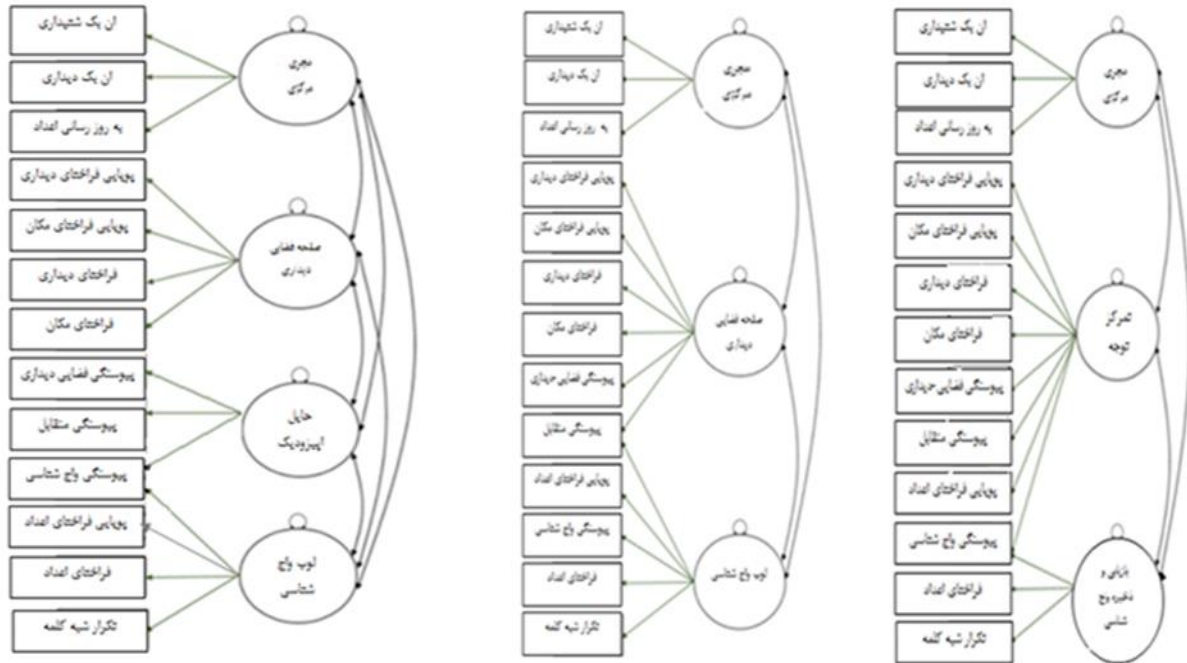 ان بک شنیداری
ان بک دیداری
به روز رسانی اعداد
پویایی فراخنای دیداری
پویایی فراخنای مکان
فراخنای دیداری
فراخنای مکان
پیوستگی فضایی-دیداری
پیوستگی متقابل
پویایی فراخنای اعداد
پیوستگی واج شناسی
فراخنای اعداد
تکرار شبه کلمه
مجری
مرکزی
تمرکز
توجه
بازیابی و
ذخیره واج
شناسی
ان بک شنیداری
ان بک دیداری
به روز رسانی اعداد
پویایی فراخنای دیداری
پویایی فراخنای مکان
فراخنای دیداری
فراخنای مکان
پیوستگی فضایی-دیداری
پیوستگی متقابل
پویایی فراخنای اعداد
پیوستگی واج شناسی
فراخنای اعداد
تکرار شبه کلمه
مجری
مرکزی
صلحه فضایی
دیداری
لوپ واج شناسی
ان بک شنیداری
ان بک دیداری
به روز رسانی اعداد
پویایی فراخنای دیداری
پویایی فراخنای مکان
فراخنای دیداری
فراخنای مکان
پیوستگی فضایی دیداری
پیوستگی متقابل
پیوستگی واج شناسی
پویایی فراخنای اعداد
فراخنای اعداد
تکرار شبه کلمه
مجری
مرکزی
صلحه فضایی
دیداری
حایل
اپیزودیک
لوپ واج
شناسی